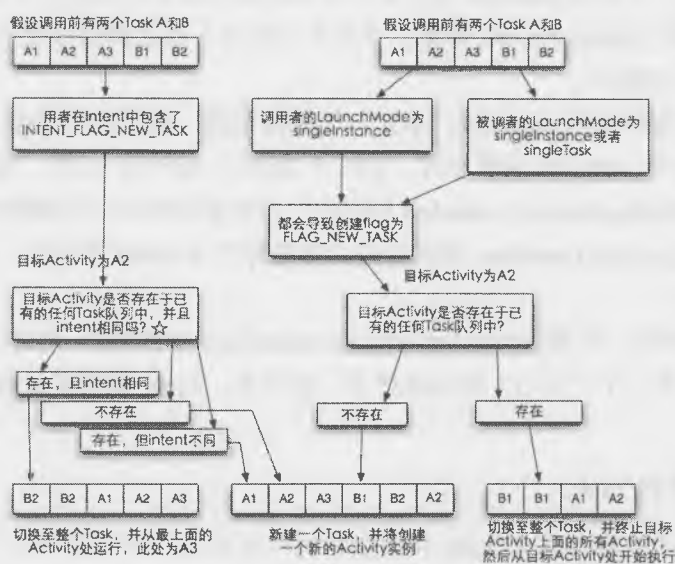 假设调用前有两个Task A和B
A1 A2 A3 B1 B2
用者在Intent中包含了
INTENT_FLAG_NEW_TASK
目标Activity为A2
目标Activity是否存在于已
有的任何Task队列中，并且
intent相同吗？☆
存在，且intent相同
不存在
存在，但intent不同
B2 B2 A1 A2 A3
切换至整个Task，并从最上面的
Activity处运行，此处为A3
假设调用前有两个Task A和B
A1 A2 A3 B1 B2
调用者的LaunchMode为
singleInstance
被调者的LaunchMode为
singleInstance或者
singleTask
都会导致创建flag为
FLAG_NEW_TASK
目标Activity为A2
目标Activity是否存在于已
有的任何Task队列中？
不存在
存在
A1 A2 A3 B1 B2 A2
新建一个Task，并将创建
一个新的Activity实例
B1 B1 A1 A2
切换至整个Task，并终止目标
Activity上面的所有Activity，
然后从目标Activity处开始执行